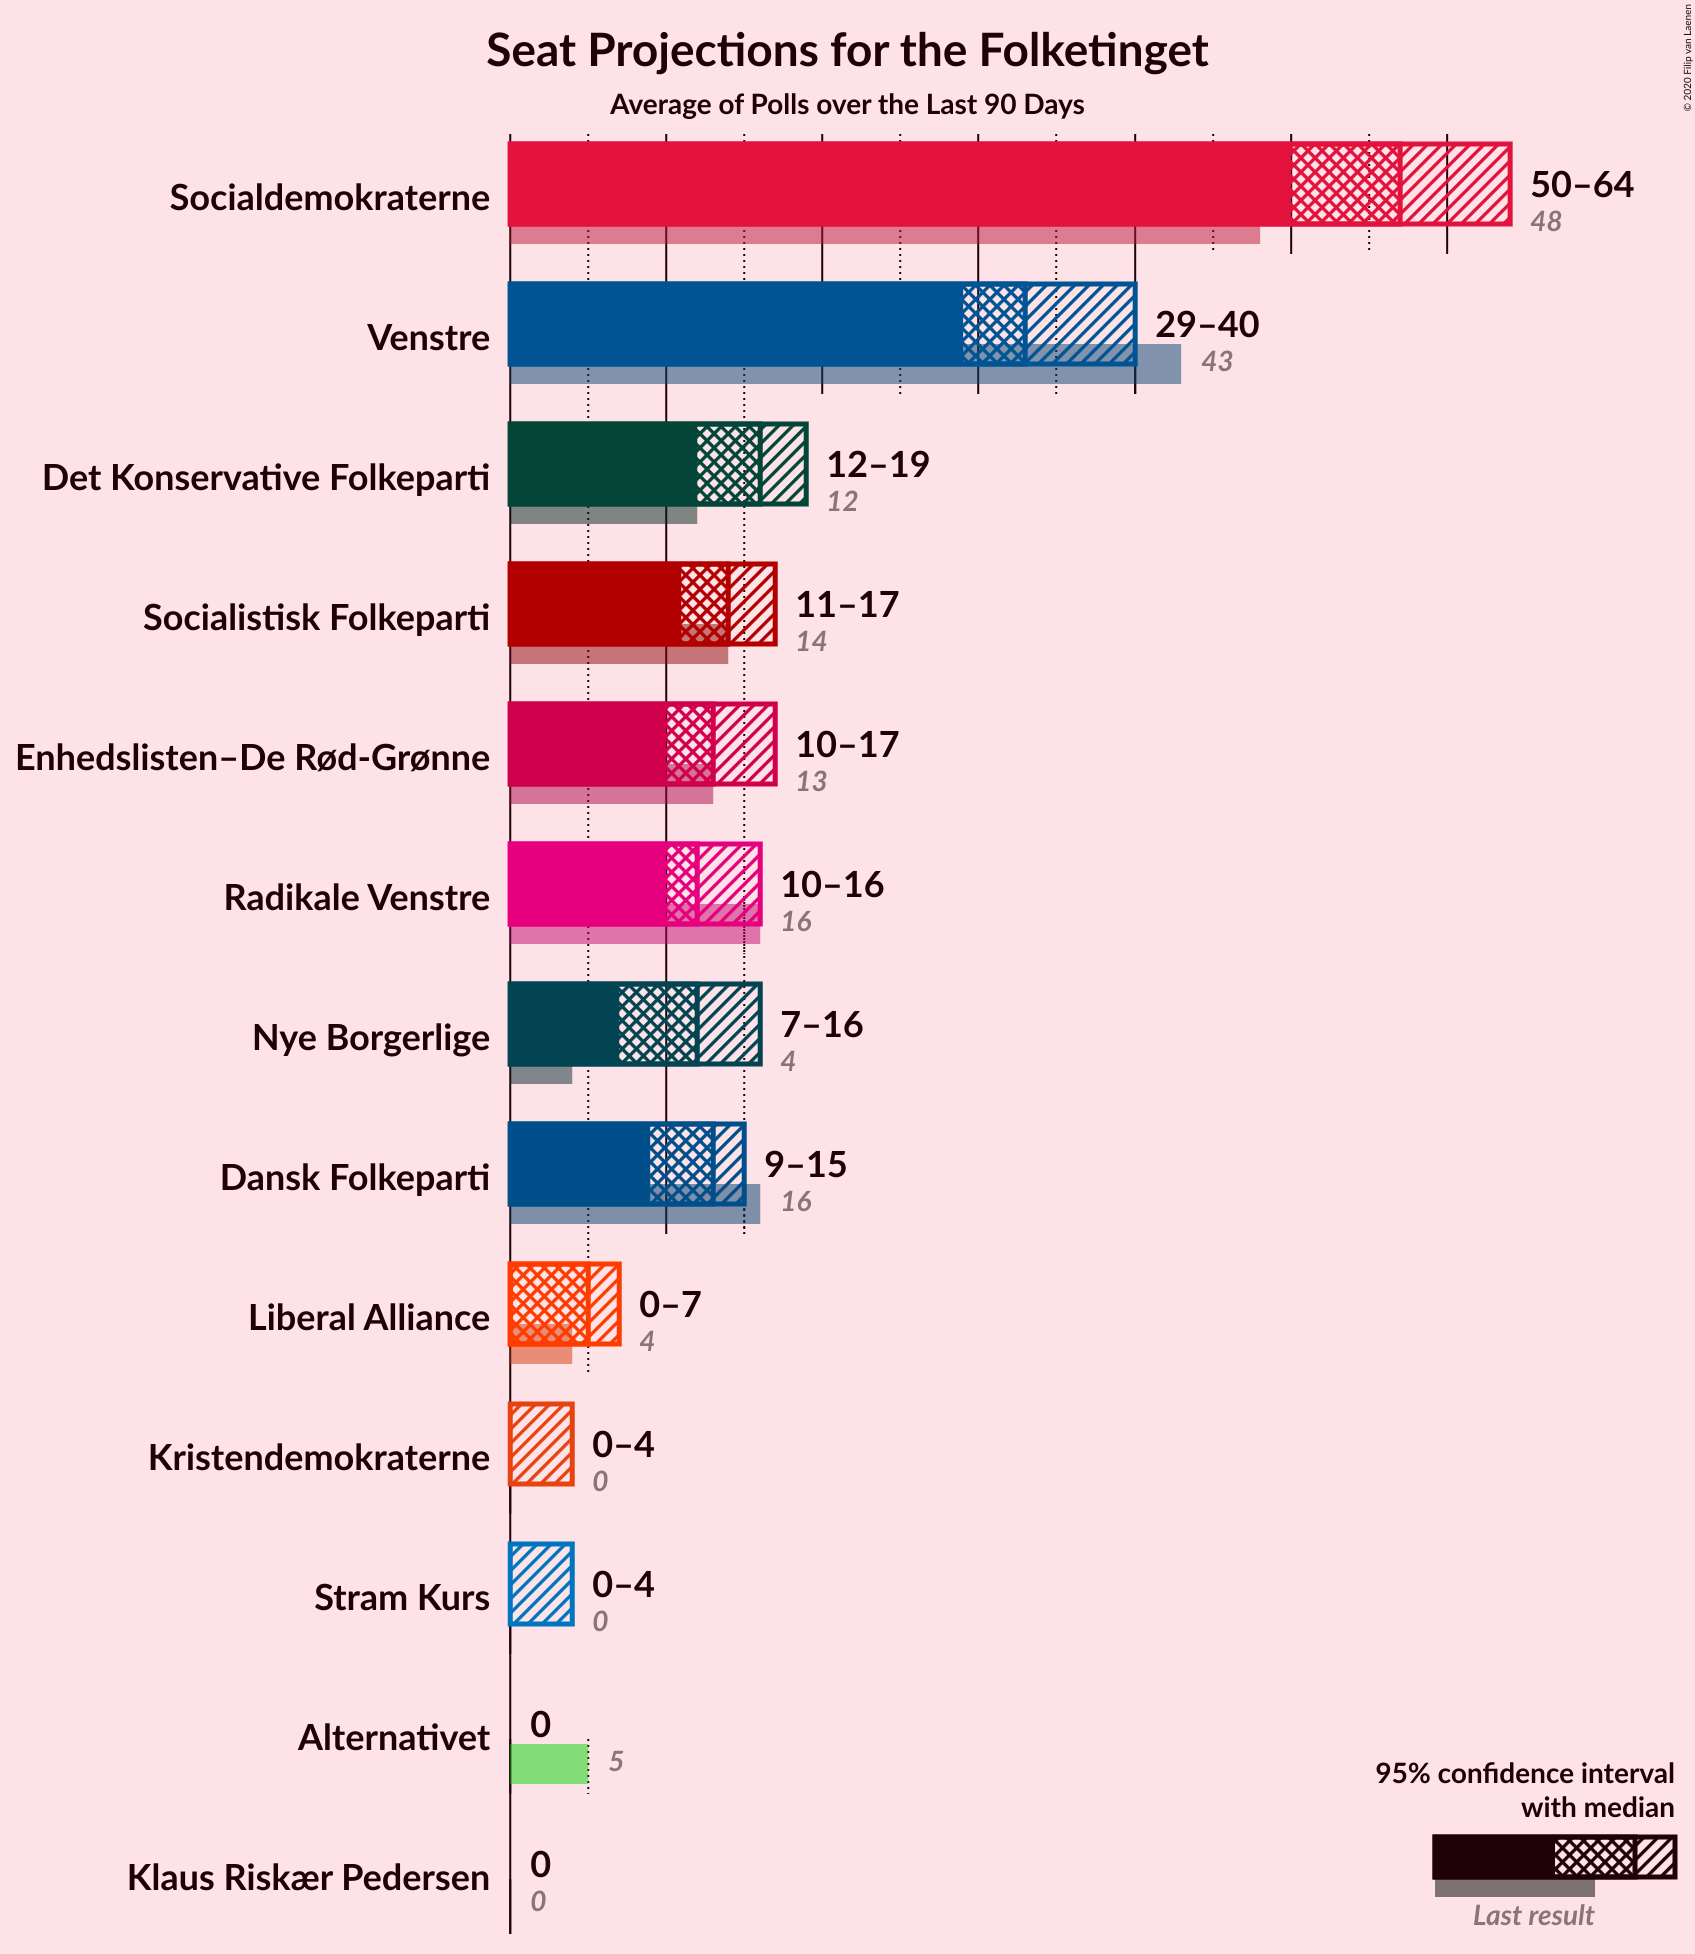 © 2020 Filip van Laenen
Seat Projections for the Folketinget
Average of Polls over the Last 90 Days
Socialdemokraterne
50–64
48
Venstre
29–40
43
Det Konservative Folkeparti
12–19
12
Socialistisk Folkeparti
11–17
14
Enhedslisten–De Rød-Grønne
10–17
13
Radikale Venstre
10–16
16
Nye Borgerlige
7–16
4
Dansk Folkeparti
9–15
16
Liberal Alliance
0–7
4
Kristendemokraterne
0–4
0
Stram Kurs
0–4
0
Alternativet
0
5
Klaus Riskær Pedersen
0
0
95% confidence interval
with median
Last result